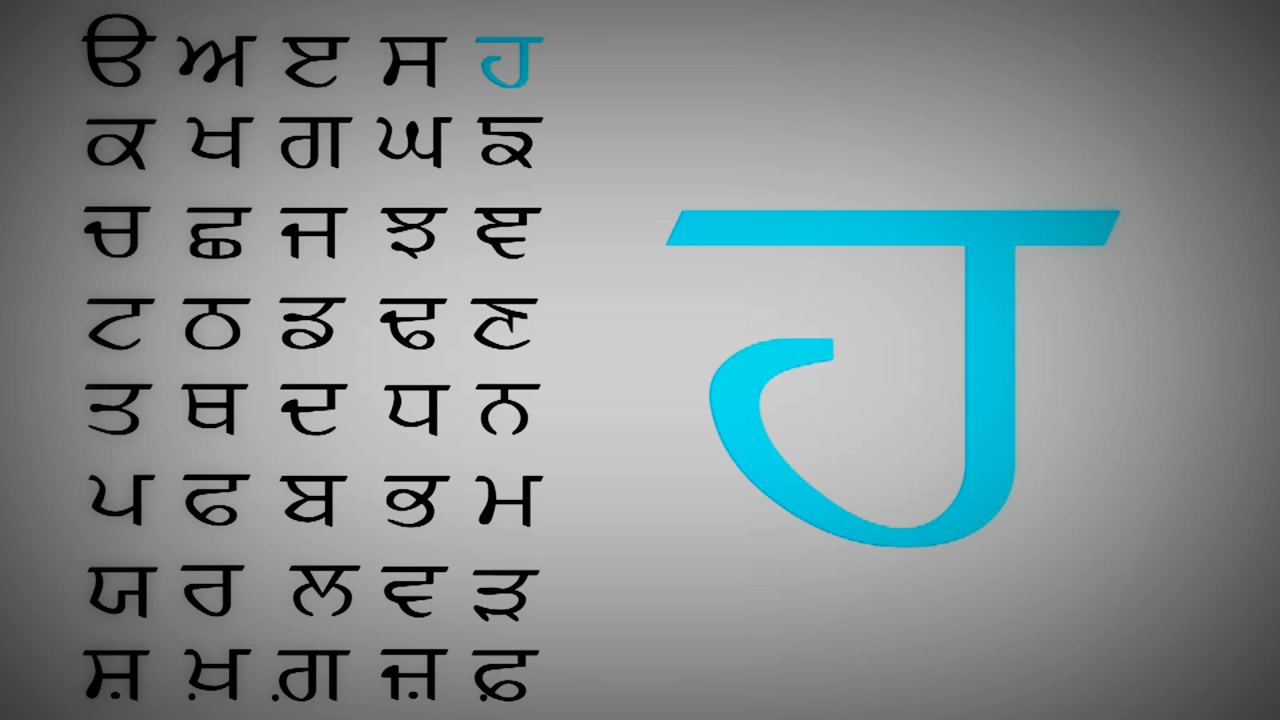 ੳ ਅ ੲ ਸ ਹ
ਕ ਖ ਗ ਘ ਙ
ਚ ਛ ਜ ਝ ਞ
ਟ ਠ ਡ ਢ ਣ
ਤ ਥ ਦ ਧ ਨ
ਪ ਫ ਬ ਭ ਮ
ਯ ਰ ਲ ਵ ੜ
ਸ਼ ਖ਼ ਗ਼ ਜ਼ ਫ਼
ਹ